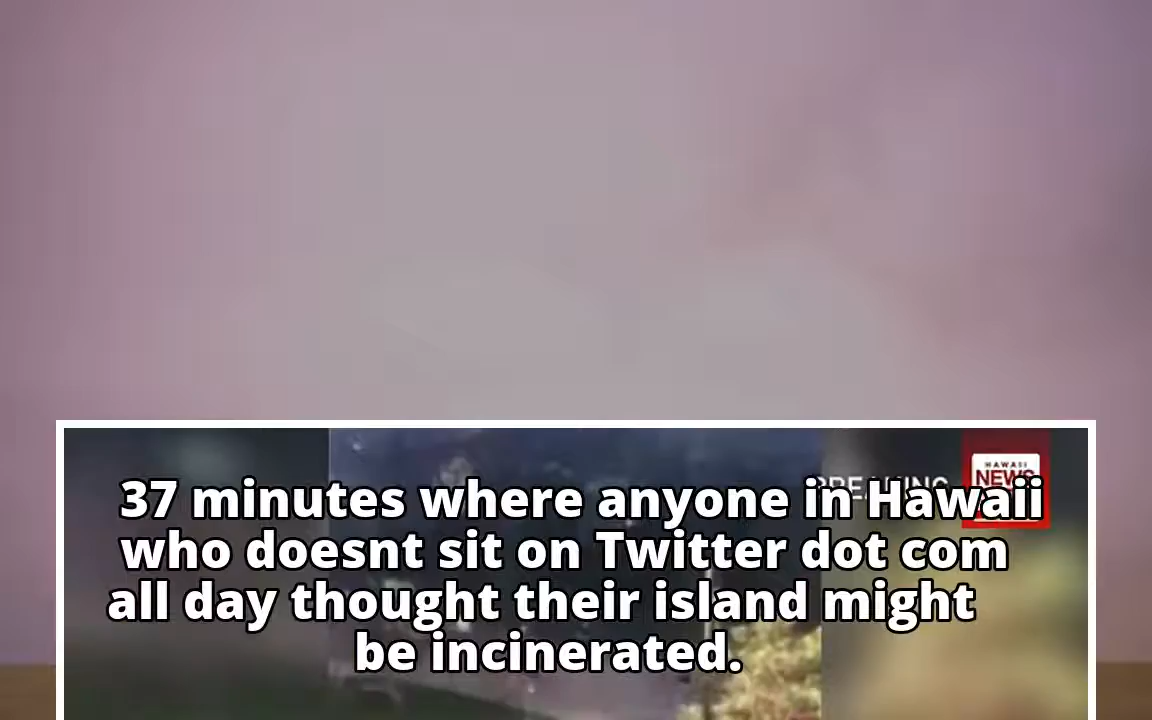 BREAKING
HAWAII
NEWS
37 minutes where anyone in Hawaii
who doesnt sit on Twitter dot com
all day thought their island might
be incinerated.